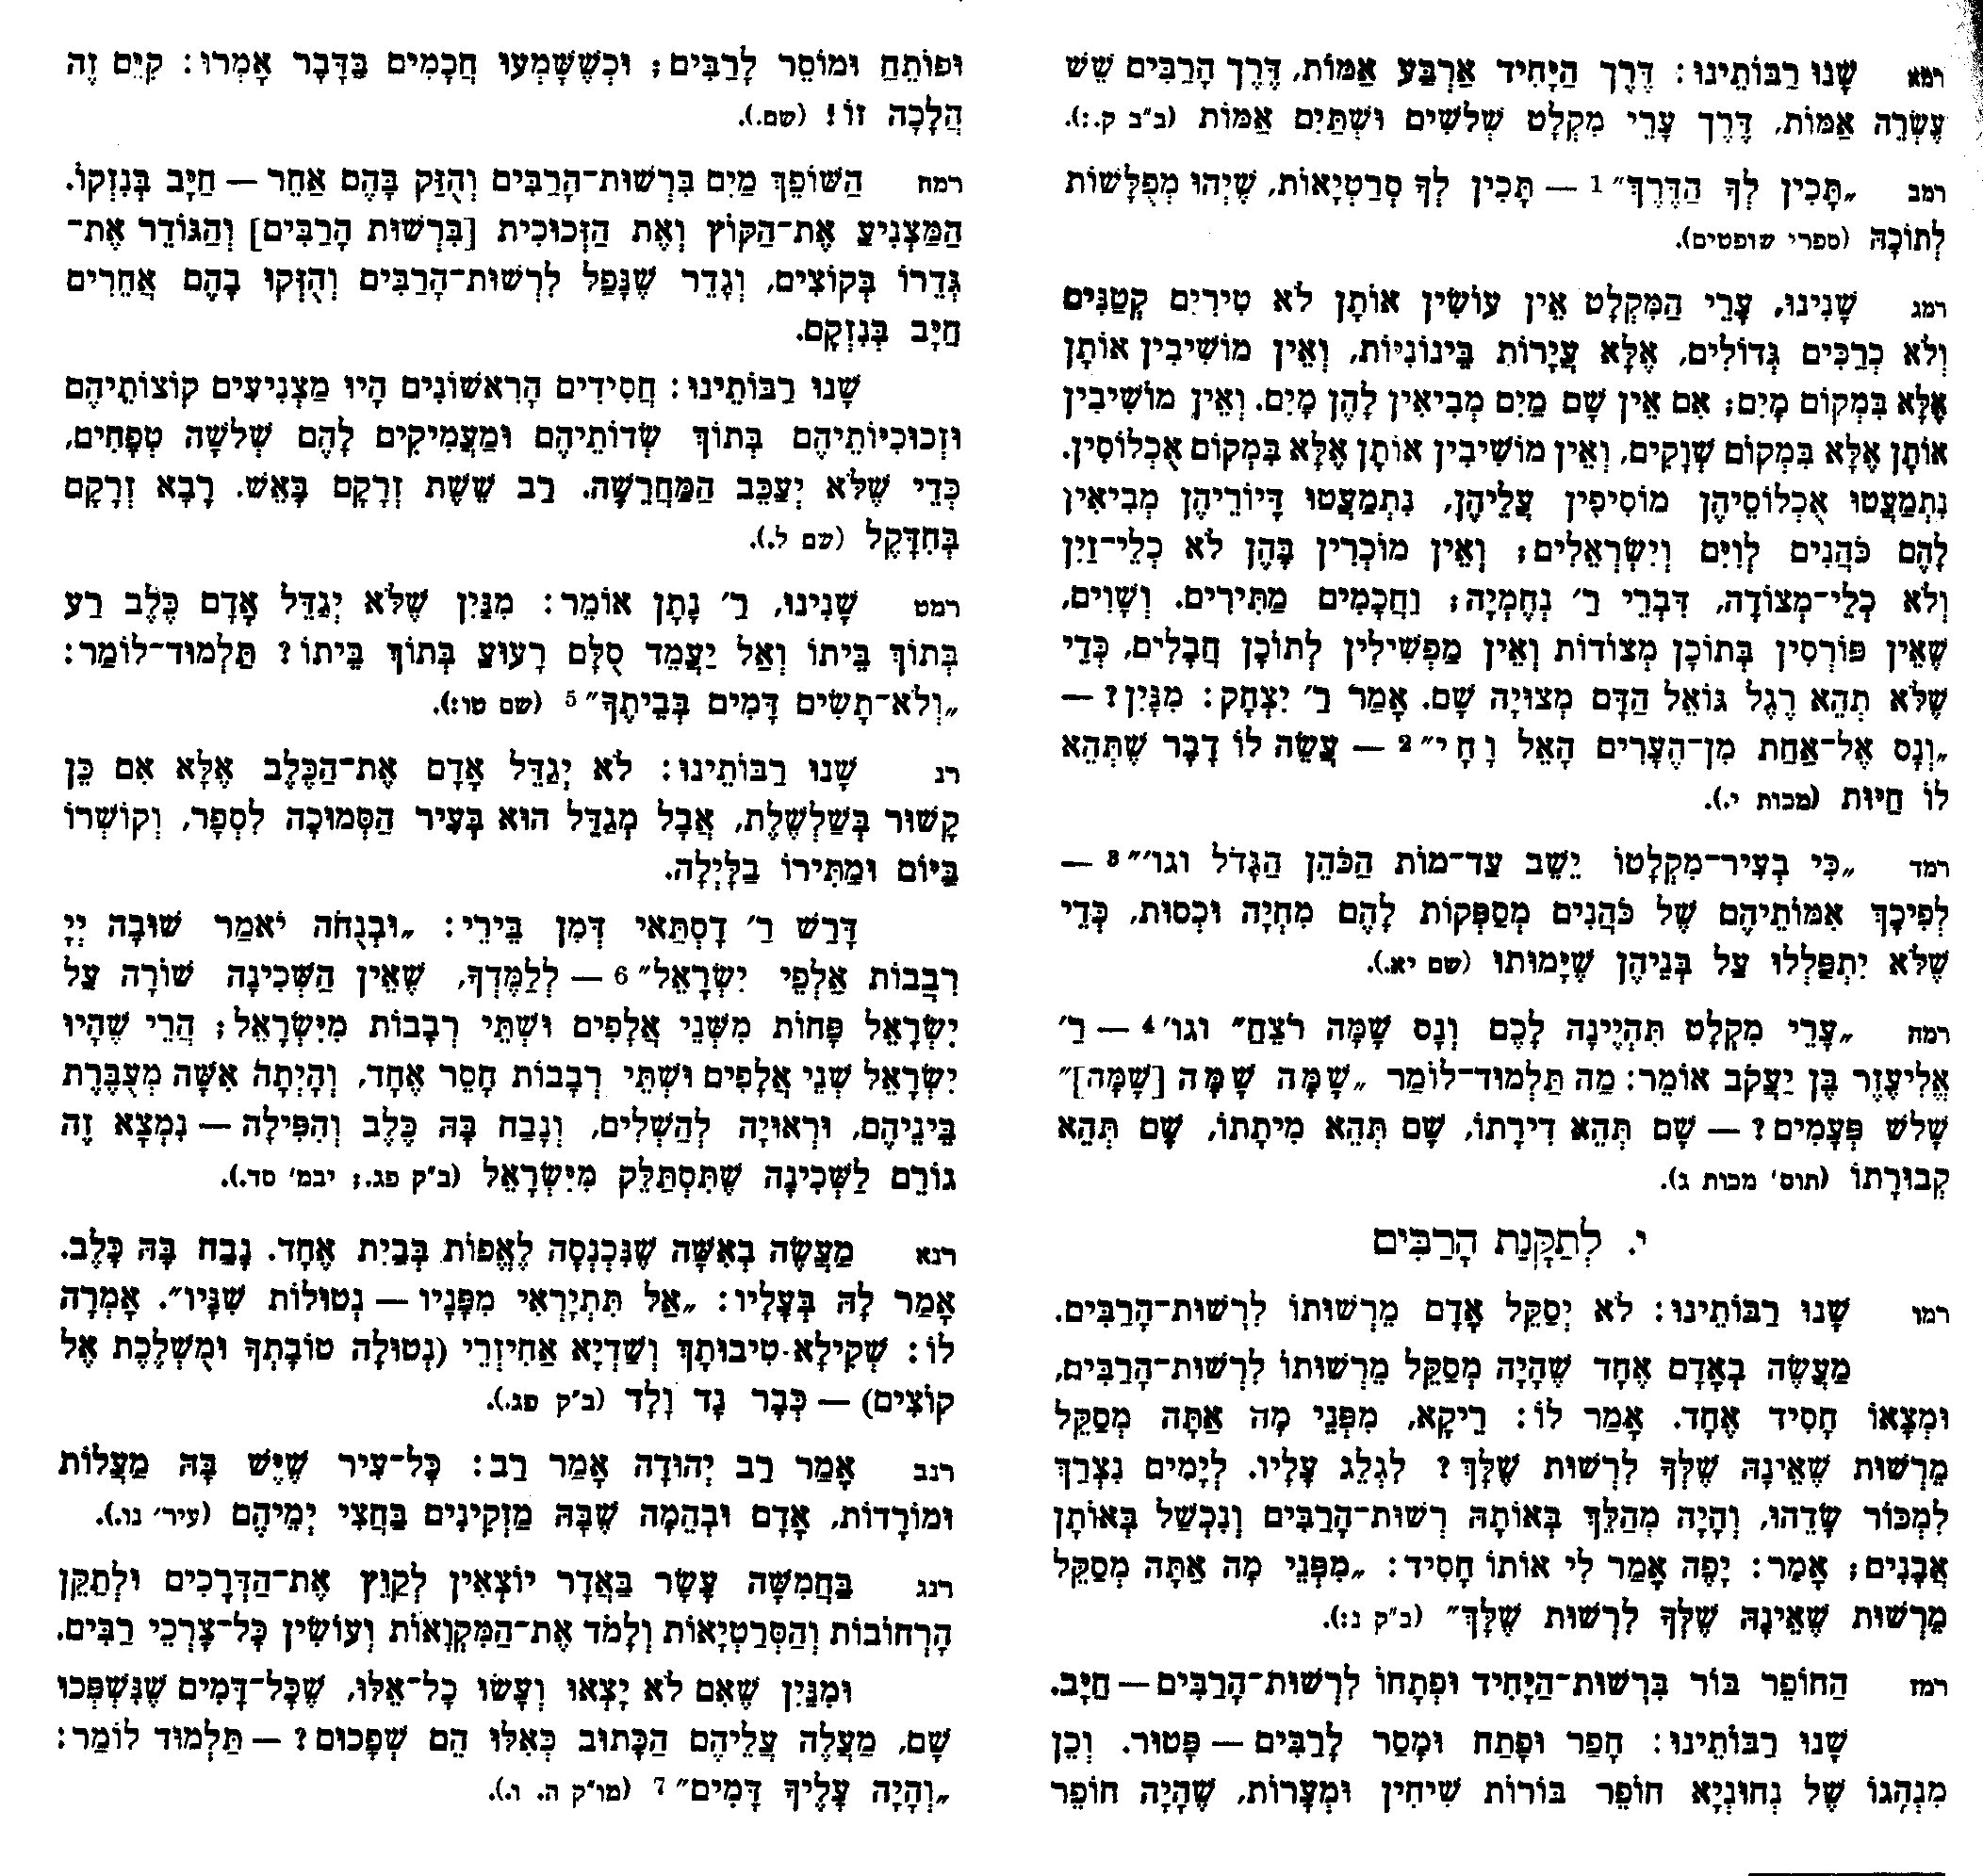 רמא שָׁנוּ רַבּוֹתֵינוּ: דֶּרֶךְ הַיָּחִיד אַרְבַּע אַמּוֹת, דֶּרֶךְ הָרַבִּים שֵׁשׁ
עֶשְׂרֵה אַמּוֹת, דֶּרֶךְ עָרֵי מִקְלָט שְׁלֹשִׁים וּשְׁתַּיִם אַמּוֹת (ב״ב ק.:).
רמב „תָּכִין לְךָ הַדֶּרֶךְ״ 1 — תָּכִין לְךָ סְרַטְיָאוֹת, שֶׁיְּהוּ מְפֻלָּשׁוֹת
לְתוֹכָהּ (ספרי שופטים).
רמג שָׁנִינוּ, עָרֵי הַמִּקְלָט אֵין עוֹשִׂין אוֹתָן לֹא טִירְיִם קְטַנִּים
וְלֹא כְרַכִּים גְּדוֹלִים, אֶלָּא עֲיָרוֹת בֵּינוֹנִיּוֹת, וְאֵין מוֹשִׁיבִין אוֹתָן
אֶלָּא בִּמְקוֹם מָיִם; אִם אֵין שָׁם מַיִם מְבִיאִין לָהֶן מָיִם. וְאֵין מוֹשִׁיבִין
אוֹתָן אֶלָּא בִּמְקוֹם שְׁוָקִים, וְאֵין מוֹשִׁיבִין אוֹתָן אֶלָּא בִּמְקוֹם אֻכְלוֹסִין.
נִתְמַעֲטוּ אֻכְלוֹסֵיהֶן מוֹסִיפִין עֲלֵיהֶן, נִתְמַעֲטוּ דָּיוֹרֵיהֶן מְבִיאִין
לָהֶם כֹּהֲנִים לְוִיִּם וְיִשְׂרְאֵלִים; וְאֵין מוֹכְרִין בָּהֶן לֹא כְלֵי־זַיִן
וְלֹא כְלֵי־מְצוֹדָה, דִּבְרֵי רַ׳ נְחֶמְיָה; וַחֲכָמִים מַתִּירִים. וְשָׁוִים,
שֶׁאֵין פּוֹרְסִין בְּתוֹכָן מְצוֹדוֹת וְאֵין מַפְשִׁילִין לְתוֹכָן חֲבָלִים, כְּדֵי
שֶׁלֹּא תְהֵא רֶגֶל גּוֹאֵל הַדָּם מְצוּיָה שָׁם. אָמַר רַ׳ יִצְחָק: מִנָּיִן? —
„וְנָס אֶל־אַחַת מִן־הֶעָרִים הָאֵל וָ חָ י״ 2 — עֲשֵׂה לוֹ דָבָר שֶׁתְּהֵא
לוֹ חַיּוּת (מכות י.).
רמד „כִּי בְעִיר־מִקְלָטוֹ יֵשֵׁב עַד־מוֹת הַכֹּהֵן הַגָּדֹל וגו׳״ 3 —
לְפִיכָךְ אִמּוֹתֵיהֶם שֶׁל כֹּהֲנִים מְסַפְּקוֹת לָהֶם מִחְיָה וּכְסוּת, כְּדֵי
שֶׁלֹּא יִתְפַּלְלוּ עַל בְּנֵיהֶן שֶׁיָּמוּתוּ (שם יא.).
רמה „עָרֵי מִקְלָט תִּהְיֶינָה לָכֶם וְנָס שָׁמָּה רֹצֵחַ״ וגו׳ 4 — רַ׳
אֱלִיעֶזֶר בֶּן יַעֲקֹב אוֹמֵר: מַה תַּלְמוּד־לוֹמַר „שָׁמָּה שָׁמָּה [שָׁמָּה]״
שָׁלֹשׁ פְּעָמִים? — שָׁם תְּהֵא דִירָתוֹ, שָׁם תְּהֵא מִיתָתוֹ, שָׁם תְּהֵא
קְבוּרָתוֹ (תוס׳ מכות ג).
י. לְתַקָּנַת הָרַבִּים
רמו שָׁנוּ רַבּוֹתֵינוּ: לֹא יְסַקֵּל אָדָם מֵרְשׁוּתוֹ לִרְשׁוּת־הָרַבִּים.
מַעֲשֶׂה בְאָדָם אֶחָד שֶׁהָיָה מְסַקֵּל מֵרְשׁוּתוֹ לִרְשׁוּת־הָרַבִּים,
וּמְצָאוֹ חָסִיד אֶחָד. אָמַר לוֹ: רֵיקָא, מִפְּנֵי מָה אַתָּה מְסַקֵּל
מֵרְשׁוּת שֶׁאֵינָהּ שֶׁלְּךָ לִרְשׁוּת שֶׁלְּךָ? לִגְלֵג עָלָיו. לְיָמִים נִצְרַךְ
לִמְכּוֹר שָׂדֵהוּ, וְהָיָה מְהַלֵּךְ בְּאוֹתָהּ רְשׁוּת־הָרַבִּים וְנִכְשַׁל בְּאוֹתָן
אֲבָנִים; אָמַר: יָפֶה אָמַר לִי אוֹתוֹ חָסִיד: „מִפְּנֵי מָה אַתָּה מְסַקֵּל
מֵרְשׁוּת שֶׁאֵינָהּ שֶׁלְּךָ לִרְשׁוּת שֶׁלְּךָ״ (ב״ק נ:).
רמז הַחוֹפֵר בּוֹר בִּרְשׁוּת־הַיָּחִיד וּפְתָחוֹ לִרְשׁוּת־הָרַבִּים — חַיָּב.
שָׁנוּ רַבּוֹתֵינוּ: חָפַר וּפָתַח וּמָסַר לָרַבִּים — פָּטוּר. וְכֵן
מִנְהָגוֹ שֶׁל נְחוּנְיָא חוֹפֵר בּוֹרוֹת שִׁיחִין וּמְעָרוֹת, שֶׁהָיָה חוֹפֵר
וּפוֹתֵחַ וּמוֹסֵר לָרַבִּים; וּכְשֶׁשָּׁמְעוּ חֲכָמִים בַּדָּבָר אָמְרוּ: קִיֵּם זֶה
הֲלָכָה זוֹ! (שם.).
רמח הַשּׁוֹפֵךְ מַיִם בִּרְשׁוּת־הָרַבִּים וְהֻזַּק בָּהֶם אַחֵר — חַיָּב בְּנִזְקוֹ.
הַמַּצְנִיעַ אֶת־הַקּוֹץ וְאֶת הַזְּכוּכִית [בִּרְשׁוּת הָרַבִּים] וְהַגּוֹדֵר אֶת־
גְּדֵרוֹ בְּקוֹצִים, וְגָדֵר שֶׁנָּפַל לִרְשׁוּת־הָרַבִּים וְהֻזְּקוּ בָהֶם אֲחֵרִים
חַיָּב בְּנִזְקָם.
שָׁנוּ רַבּוֹתֵינוּ: חֲסִידִים הָרִאשׁוֹנִים הָיוּ מַצְנִיעִים קוֹצוֹתֵיהֶם
וּזְכוּכִיּוֹתֵיהֶם בְּתוֹךְ שְׂדוֹתֵיהֶם וּמַעֲמִיקִים לָהֶם שְׁלֹשָׁה טְפָחִים,
כְּדֵי שֶׁלֹּא יְעַכֵּב הַמַּחֲרֵשָׁה. רַב שֵׁשֶׁת זְרָקָם בָּאֵשׁ. רָבָא זְרָקָם
בְּחִדֶּקֶל (שם ל.).
רמט שָׁנִינוּ, רַ׳ נָתָן אוֹמֵר: מִנַּיִן שֶׁלֹּא יְגַדֵּל אָדָם כֶּלֶב רַע
בְּתוֹךְ בֵּיתוֹ וְאַל יַעֲמֵד סֻלָּם רָעוּעַ בְּתוֹךְ בֵּיתוֹ? תַּלְמוּד־לוֹמַר:
„וְלֹא־תָשִׂים דָּמִים בְּבֵיתֶךָ״ 5 (שם טו:).
רנ שָׁנוּ רַבּוֹתֵינוּ: לֹא יְגַדֵּל אָדָם אֶת־הַכֶּלֶב אֶלָּא אִם כֵּן
קָשׁוּר בְּשַׁלְשֶׁלֶת, אֲבָל מְגַדֵּל הוּא בְּעִיר הַסְּמוּכָה לִסְפָר, וְקוֹשְׁרוֹ
בַּיּוֹם וּמַתִּירוֹ בַלָּיְלָה.
דָּרַשׁ רַ׳ דָסְתַּאי דְּמִן בֵּירֵי: „וּבְנֻחֹה יֹאמַר שׁוּבָה יְיָ
רִבֲבוֹת אַלְפֵי יִשְׂרָאֵל״ 6 — לְלַמֶּדְךָ, שֶׁאֵין הַשְּׁכִינָה שׁוֹרָה עַל
יִשְׂרָאֵל פָּחוֹת מִשְּׁנֵי אֲלָפִים וּשְׁתֵּי רְבָבוֹת מִיִּשְׂרָאֵל; הֲרֵי שֶׁהָיוּ
יִשְׂרָאֵל שְׁנֵי אֲלָפִים וּשְׁתֵּי רְבָבוֹת חָסֵר אֶחָד, וְהָיְתָה אִשָּׁה מְעֻבֶּרֶת
בֵּינֵיהֶם, וּרְאוּיָה לְהַשְׁלִים, וְנָבַח בָּהּ כֶּלֶב וְהִפִּילָה — נִמְצָא זֶה
גּוֹרֵם לַשְּׁכִינָה שֶׁתִּסְתַּלֵּק מִיִּשְׂרָאֵל (ב״ק פג.; יבמ׳ סד.).
רנא מַעֲשֶׂה בְאִשָּׁה שֶׁנִּכְנְסָה לֶאֱפוֹת בְּבַיִת אֶחָד. נָבַח בָּהּ כָּלֶב.
אָמַר לָהּ בְּעָלָיו: „אַל תִּתְיָרְאִי מִפָּנָיו — נְטוּלוֹת שִׁנָּיו״. אָמְרָה
לוֹ: שְׁקִילָא טִיבוּתָךְ וְשַׁדְיָא אַחִיזְרֵי (נְטוּלָה טוֹבָתְךָ וּמֻשְׁלֶכֶת אֶל
קוֹצִים) — כְּבָר נָד וָלָד (ב״ק פג.).
רנב אָמַר רַב יְהוּדָה אָמַר רַב: כָּל־עִיר שֶׁיֵּשׁ בָּהּ מַעֲלוֹת
וּמוֹרָדוֹת, אָדָם וּבְהֵמָה שֶׁבָּהּ מַזְקִינִים בַּחֲצִי יְמֵיהֶם (עיר׳ נו.).
רנג בַּחֲמִשָּׁה עָשָׂר בַּאֲדָר יוֹצְאִין לְקַוֵּץ אֶת־הַדְּרָכִים וּלְתַקֵּן
הָרְחוֹבוֹת וְהַסְּרַטְיָאוֹת וְלָמֹד אֶת־הַמִּקְוָאוֹת וְעוֹשִׂין כָּל־צָרְכֵי רַבִּים.
וּמִנַּיִן שֶׁאִם לֹא יָצְאוּ וְעָשׂוּ כָל־אֵלּוּ, שֶׁכָּל־דָּמִים שֶׁנִּשְׁפְּכוּ
שָׁם, מַעֲלֶה עֲלֵיהֶם הַכָּתוּב כְּאִלּוּ הֵם שְׁפָכוּם? — תַּלְמוּד לוֹמַר:
„וְהָיָה עָלֶיךָ דָּמִים״ 7 (מו״ק ה. ו.).